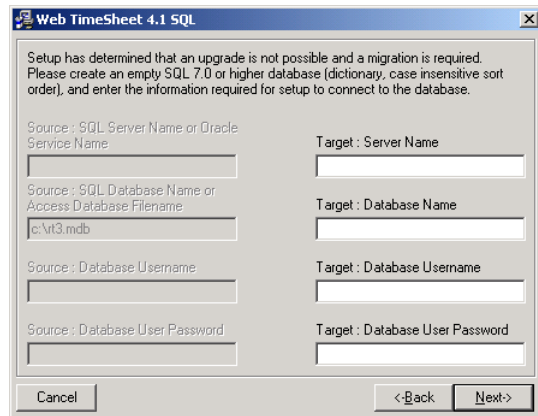 Web TimeSheet 4.1 SQL
Setup has determined that an upgrade is not possible and a migration is required.
Please create an empty SQL 7.0 or higher database (dictionary, case insensitive sort
order), and enter the information required for setup to connect to the database.
Source : SQL Server Name or Oracle
Service Name
Target : Server Name
Source : SQL Database Name or
Access Database Filename
Target : Database Name
c:\rt3.mdb
Source : Database Username
Target : Database Username
Source : Database User Password
Target : Database User Password
Cancel
<-Back
Next->